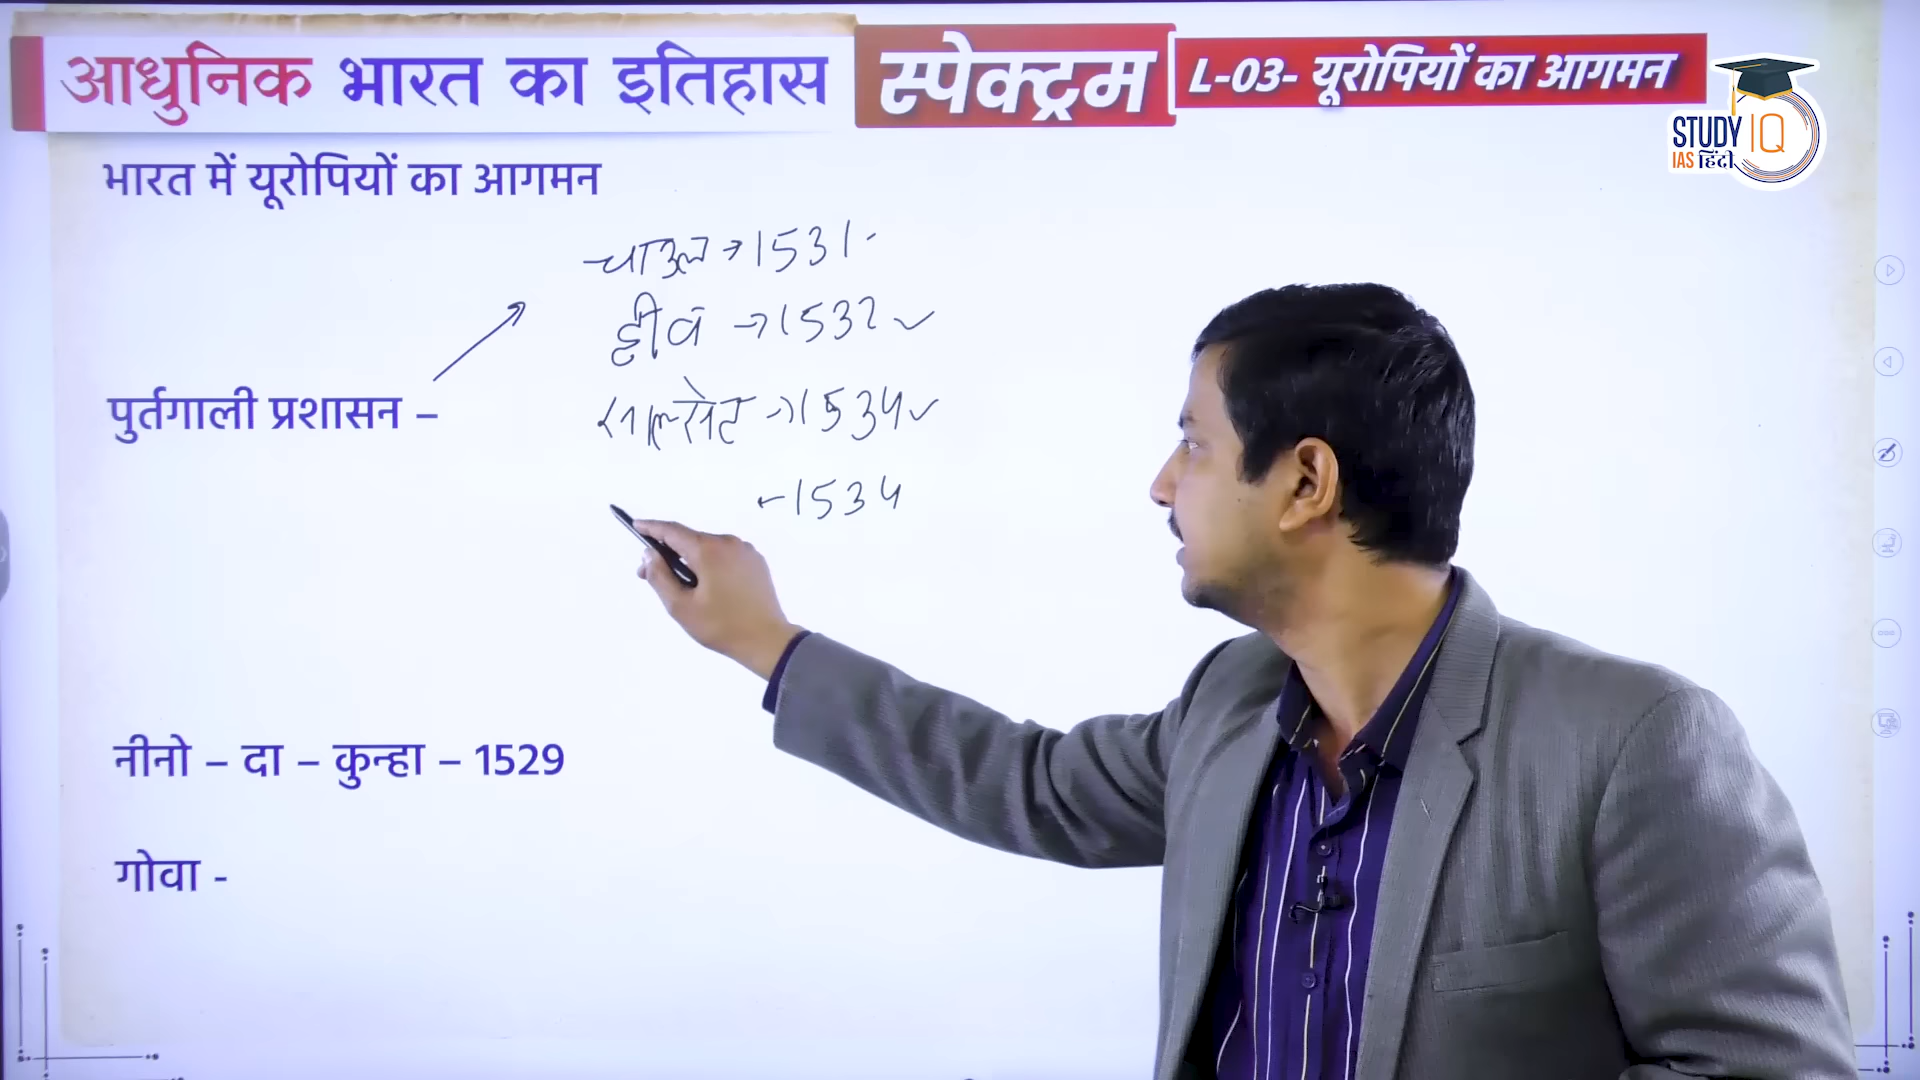 आधुनिक भारत का इतिहास
स्पेक्ट्रम
L-03- यूरोपियों का आगमन
STUDY IQ
IAS हिंदी
भारत में यूरोपियों का आगमन
चाउल → 1531
दीव → 1532
पुर्तगाली प्रशासन –
साल्सेट → 1534
1534
नीनो – दा – कुन्हा – 1529
गोवा -